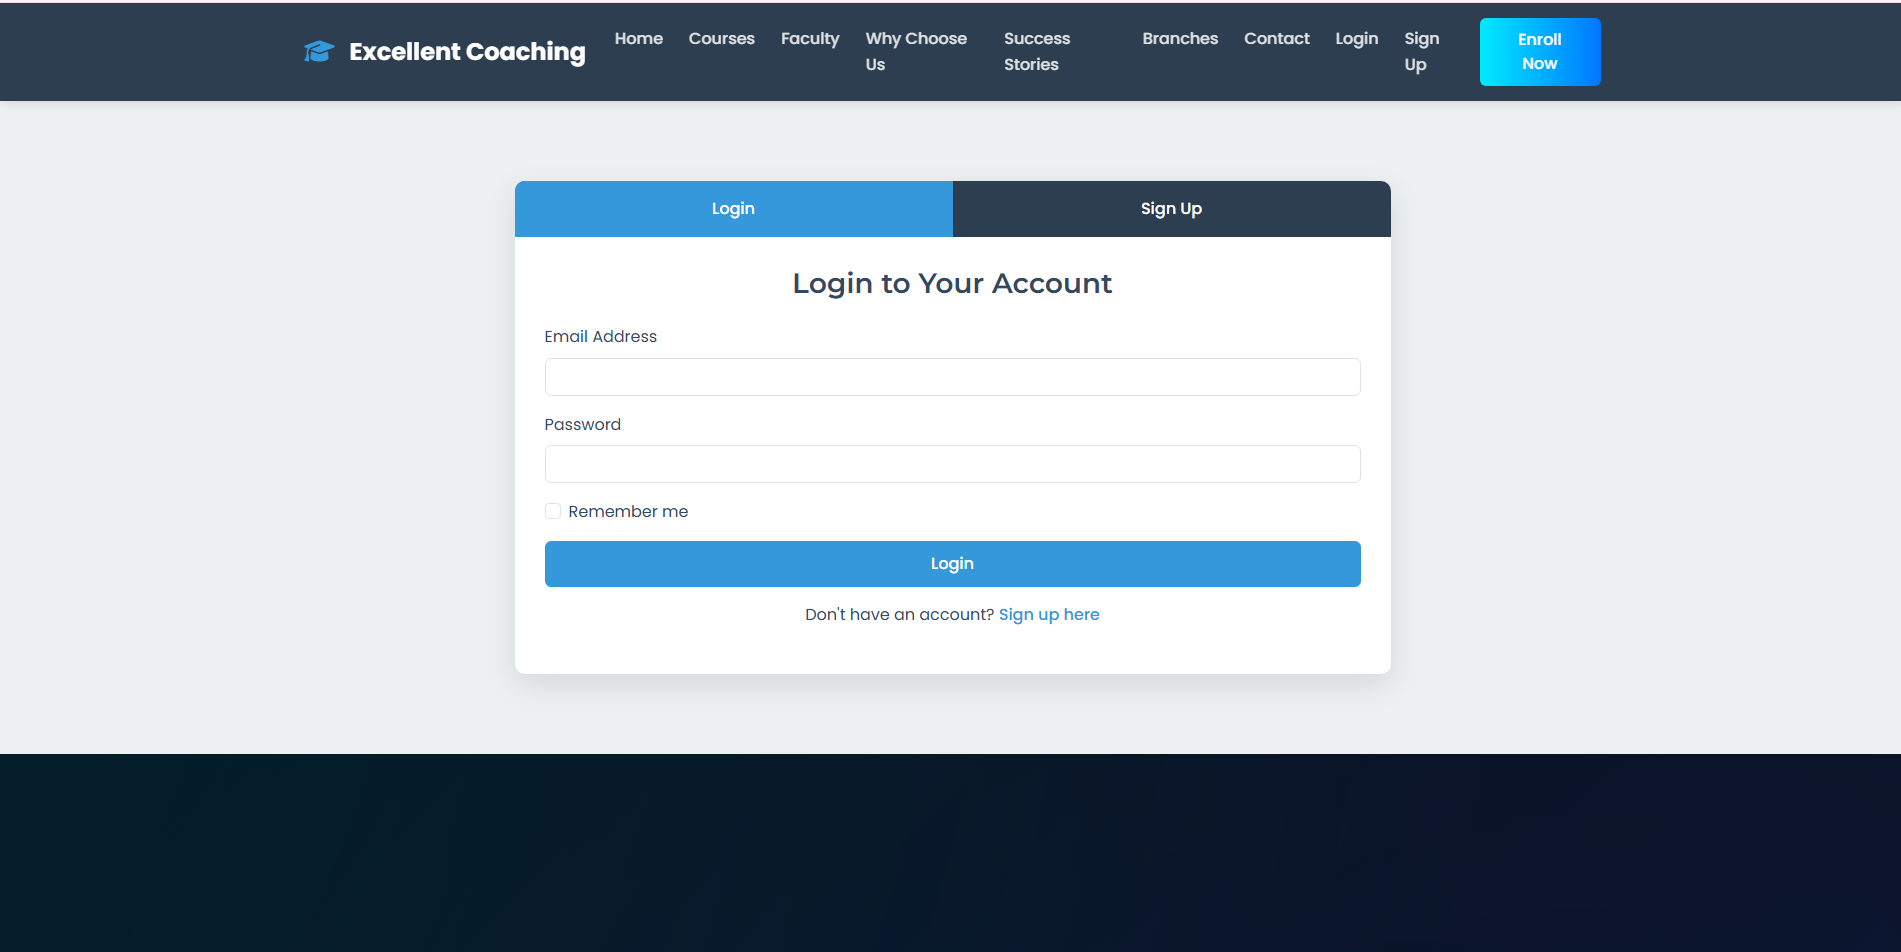 Excellent Coaching
Home
Courses
Faculty
Why Choose
Us
Success
Stories
Branches
Contact
Login
Sign
Up
Enroll
Now
Login
Sign Up
Login to Your Account
Email Address
Password
Remember me
Login
Don't have an account? Sign up here